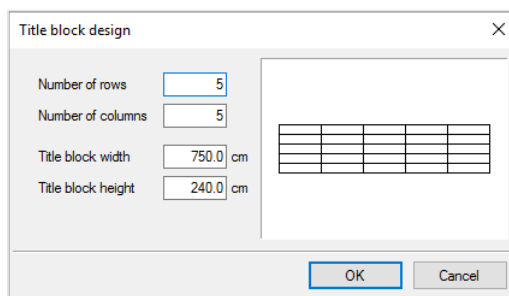 Title block design
Number of rows 5
Number of columns 5
Title block width 750.0 cm
Title block height 240.0 cm
OK Cancel